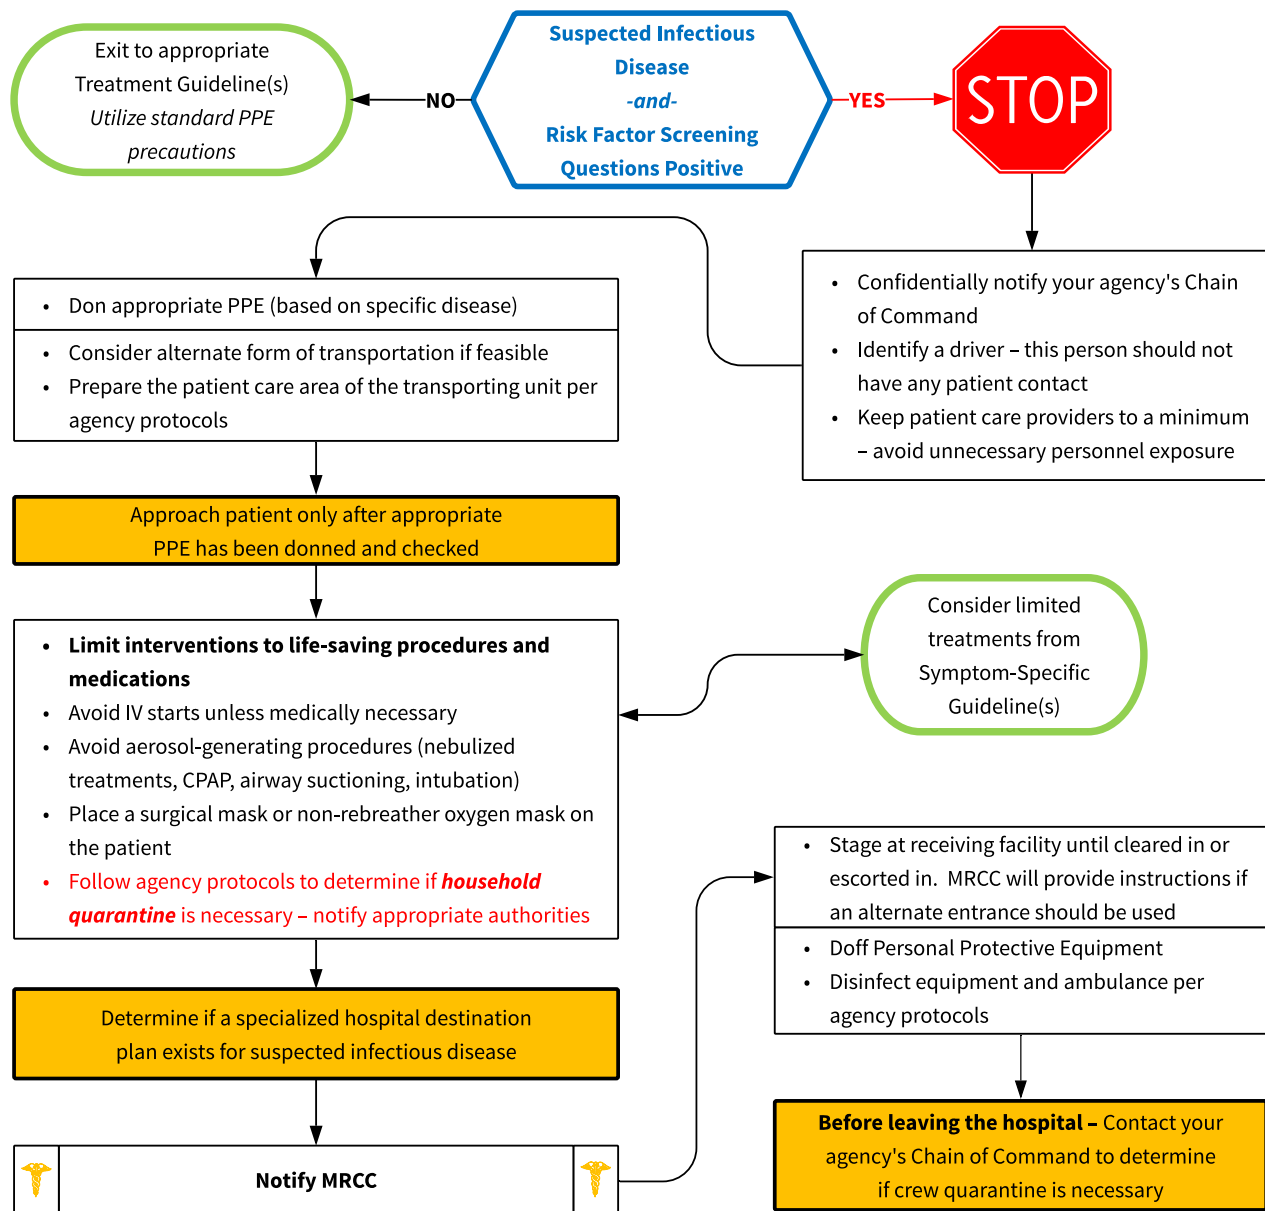 Exit to appropriate
Treatment Guideline(s)
Utilize standard PPE
precautions
NO
Suspected Infectious
Disease
-and-
Risk Factor Screening
Questions Positive
YES
STOP
• Confidentially notify your agency's Chain
of Command
• Identify a driver – this person should not
have any patient contact
• Keep patient care providers to a minimum
– avoid unnecessary personnel exposure
• Don appropriate PPE (based on specific disease)
• Consider alternate form of transportation if feasible
• Prepare the patient care area of the transporting unit per
agency protocols
Approach patient only after appropriate
PPE has been donned and checked
• Limit interventions to life-saving procedures and
medications
• Avoid IV starts unless medically necessary
• Avoid aerosol-generating procedures (nebulized
treatments, CPAP, airway suctioning, intubation)
• Place a surgical mask or non-rebreather oxygen mask on
the patient
• Follow agency protocols to determine if household
quarantine is necessary – notify appropriate authorities
Consider limited
treatments from
Symptom-Specific
Guideline(s)
Determine if a specialized hospital destination
plan exists for suspected infectious disease
Notify MRCC
• Stage at receiving facility until cleared in or
escorted in. MRCC will provide instructions if
an alternate entrance should be used
• Doff Personal Protective Equipment
• Disinfect equipment and ambulance per
agency protocols
Before leaving the hospital – Contact your
agency's Chain of Command to determine
if crew quarantine is necessary